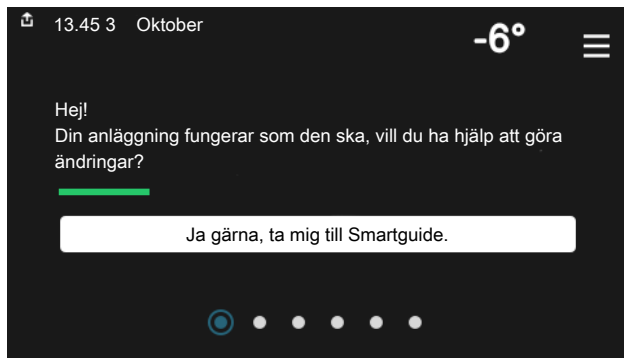 13.45 3 Oktober
-6°
Hej!
Din anläggning fungerar som den ska, vill du ha hjälp att göra
ändringar?
Ja gärna, ta mig till Smartguide.